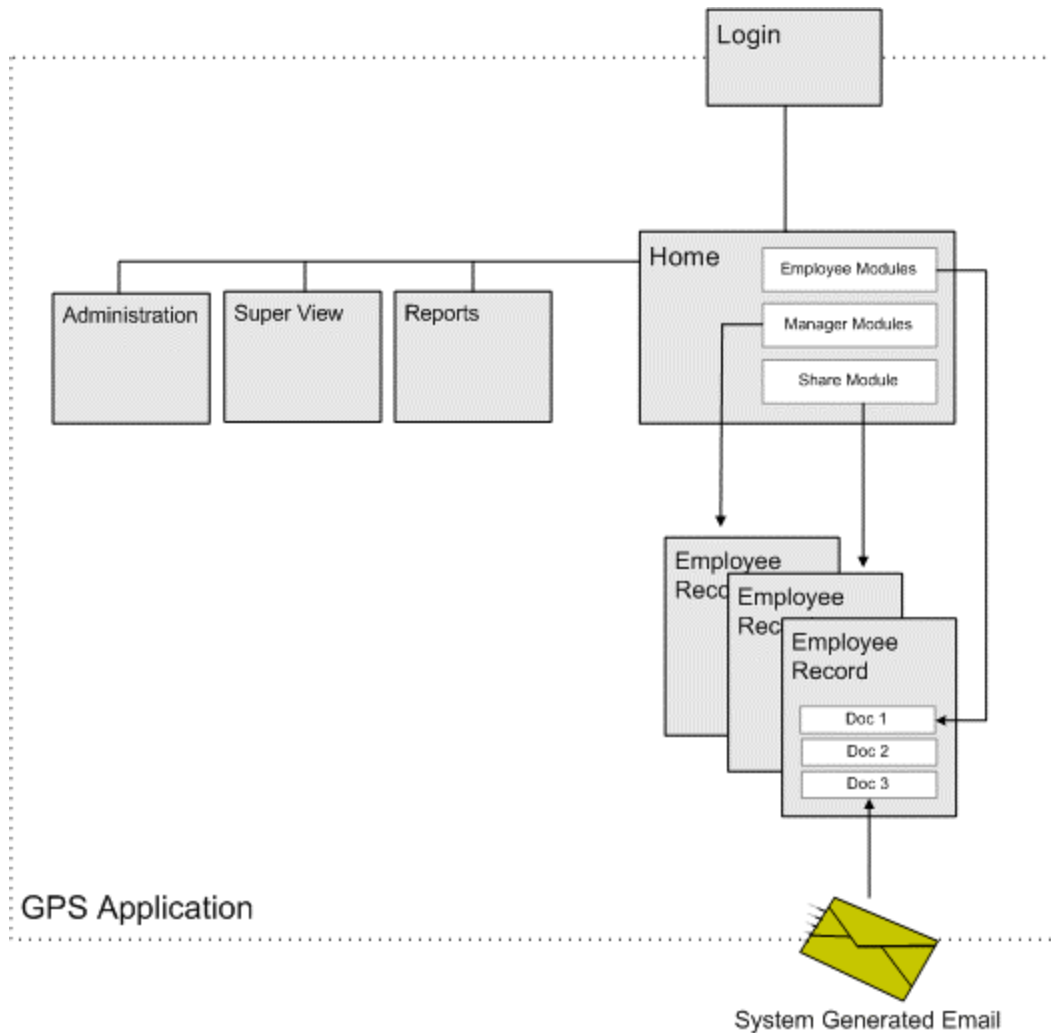 Login
Home
Employee Modules
Manager Modules
Share Module
Administration
Super View
Reports
Employee
Reco
Employee
Rec
Employee
Record
Doc 1
Doc 2
Doc 3
GPS Application
System Generated Email